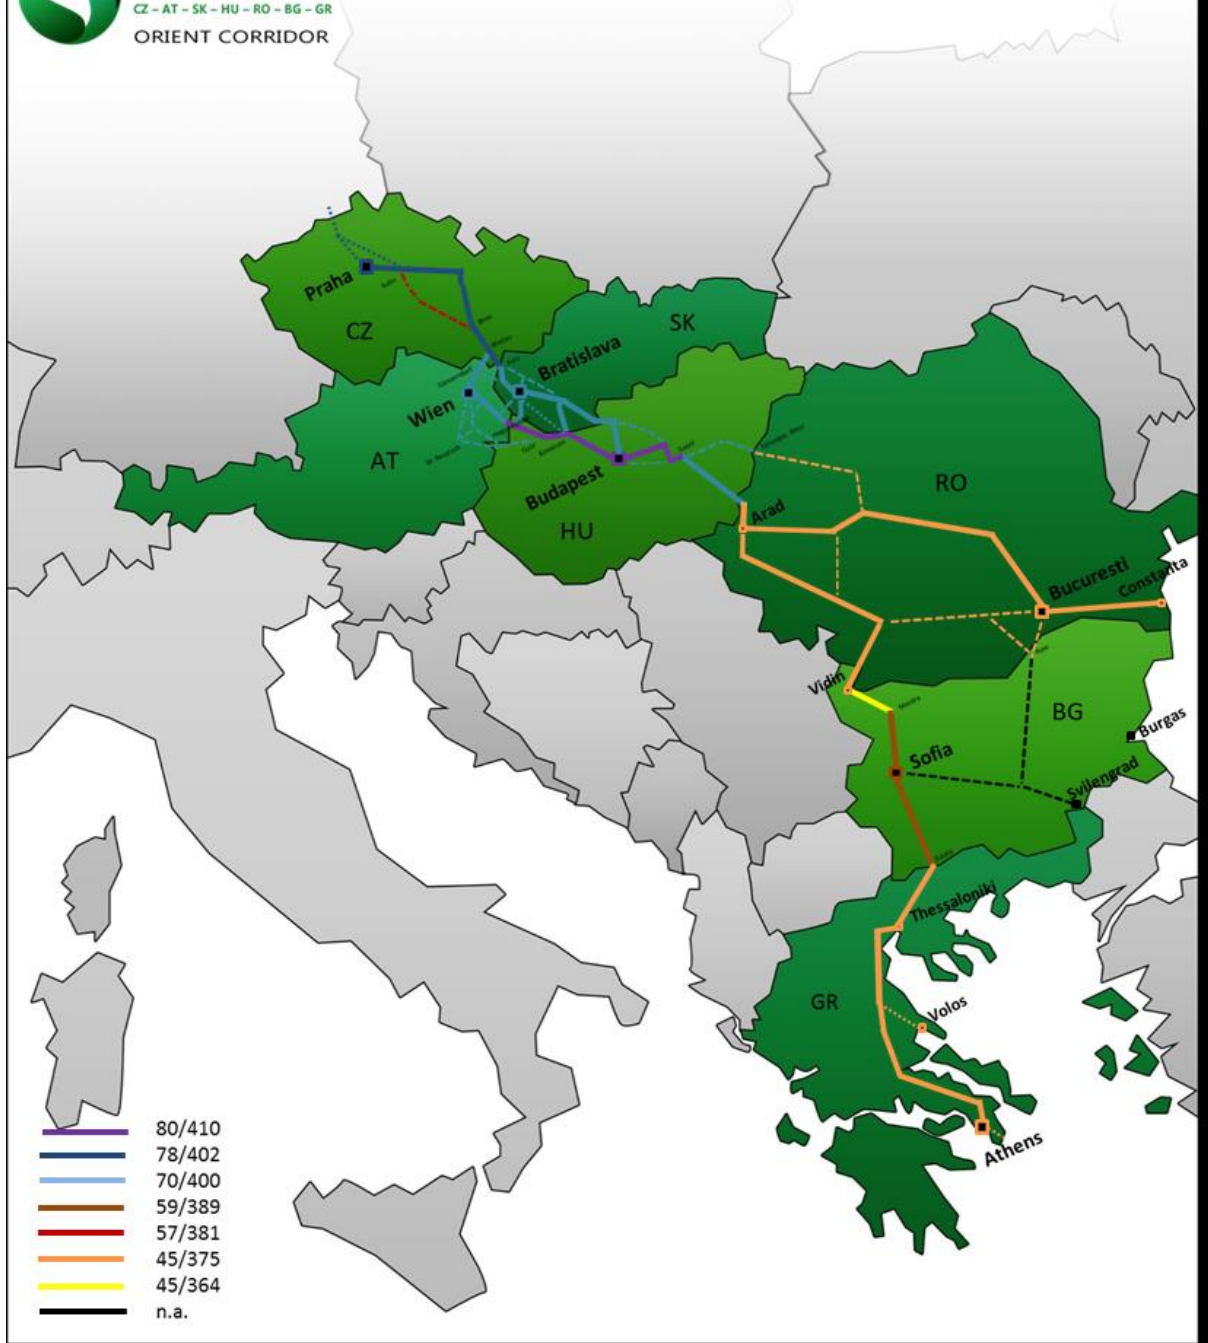 CZ – AT – SK – HU – RO – BG – GR
ORIENT CORRIDOR
Praha
CZ
SK
Bratislava
Wien
AT
Budapest
HU
Arad
RO
Bucuresti
Constanta
Vidin
BG
Burgas
Sofia
Svilengrad
Thessaloniki
GR
Volos
Athens
80/410
78/402
70/400
59/389
57/381
45/375
45/364
n.a.